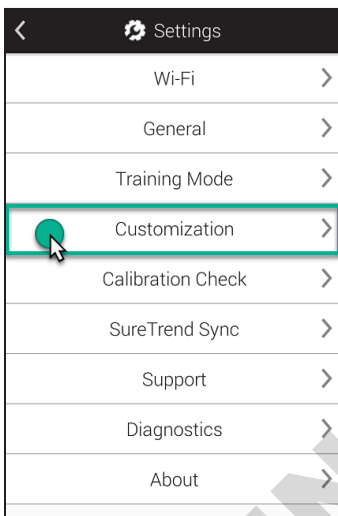 Settings
Wi-Fi
General
Training Mode
Customization
Calibration Check
SureTrend Sync
Support
Diagnostics
About